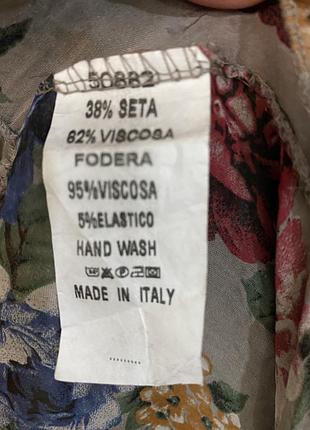 50882
38% SETA
62% VISCOSA
FODERA
95%VISCOSA
5%ELASTICO
HAND WASH
MADE IN ITALY